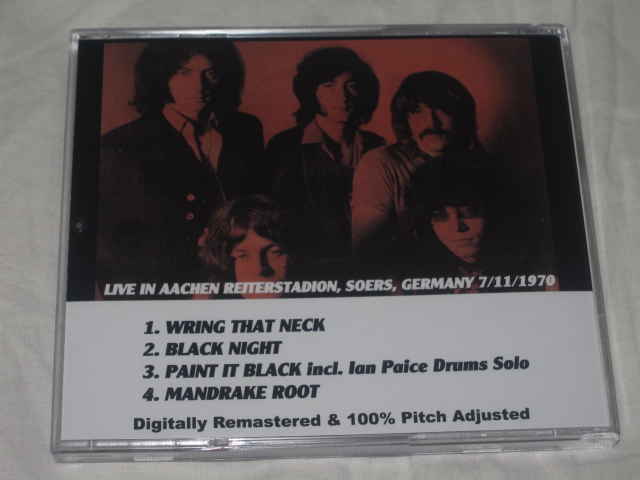 LIVE IN AACHEN REITERSTADION, SOERS, GERMANY 7/11/1970
1. WRING THAT NECK
2. BLACK NIGHT
3. PAINT IT BLACK incl. Ian Paice Drums Solo
4. MANDRAKE ROOT
Digitally Remastered & 100% Pitch Adjusted